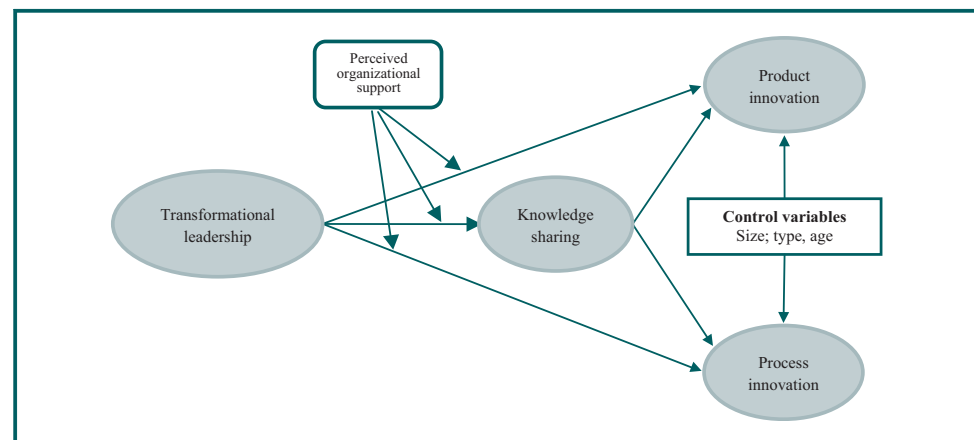 Perceived
organizational
support
Product
innovation
Transformational
leadership
Knowledge
sharing
Control variables
Size; type, age
Process
innovation